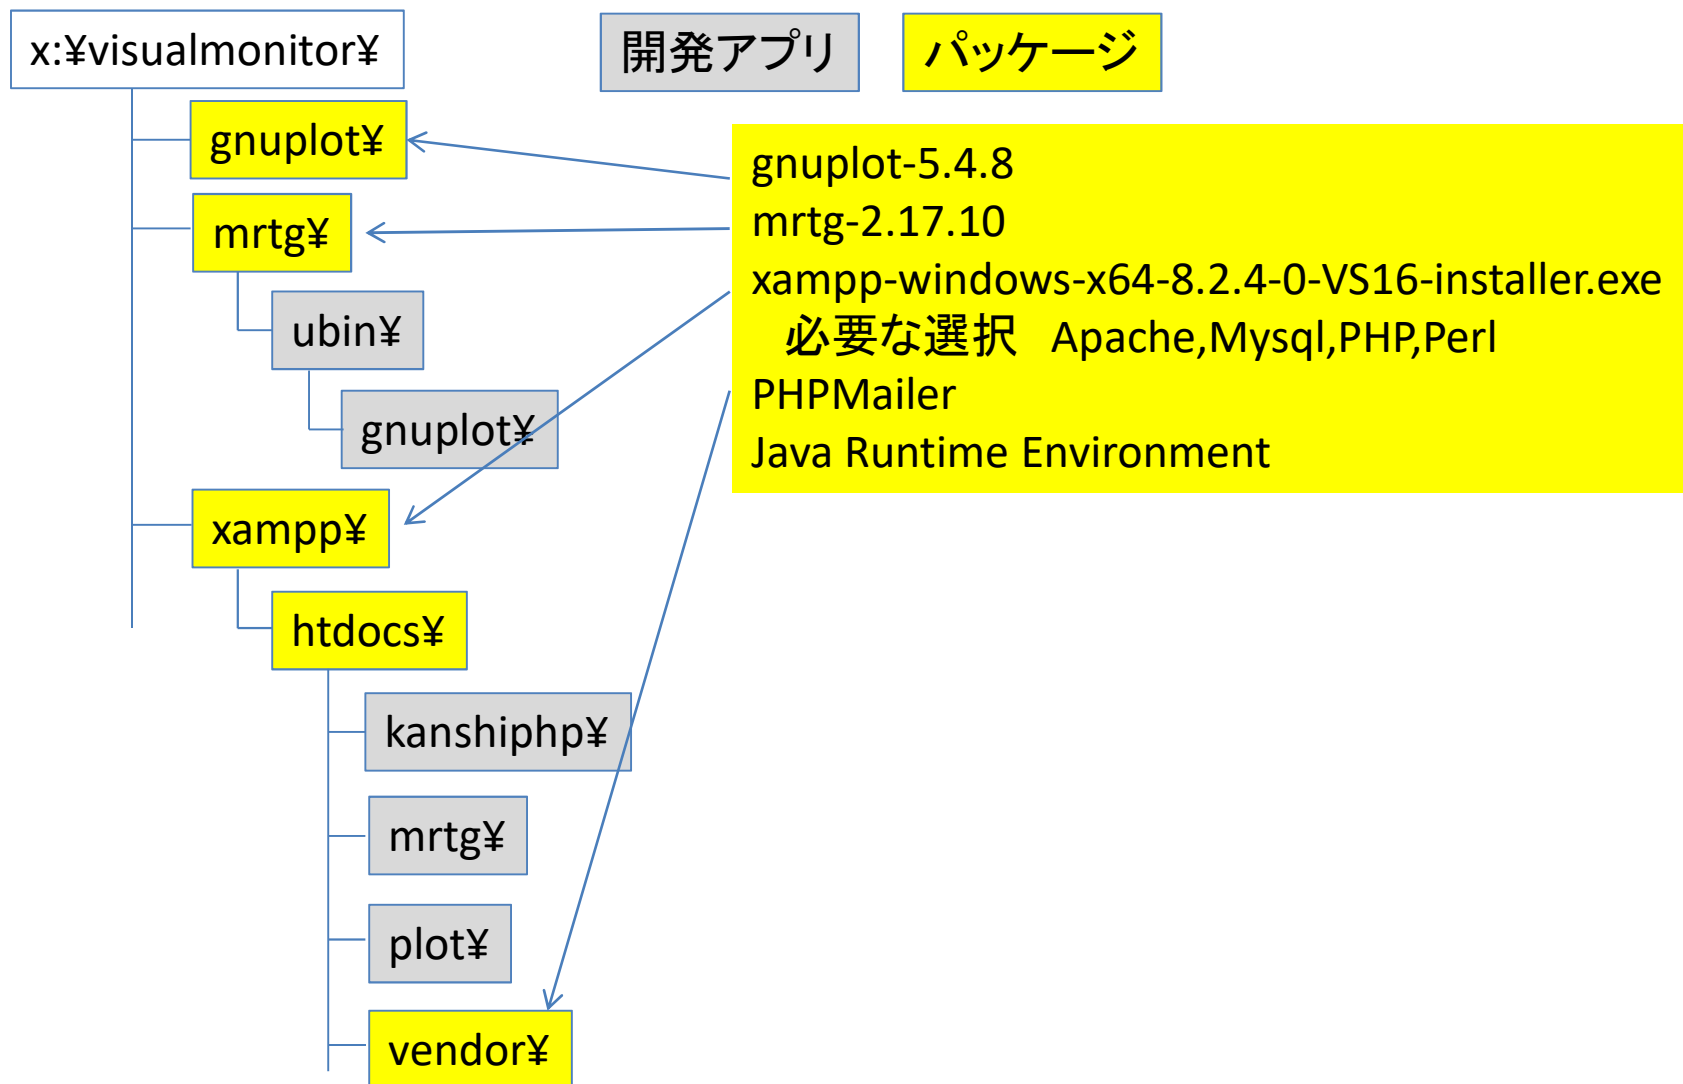 x:¥visualmonitor¥
開発アプリ
パッケージ
gnuplot¥
mrtg¥
ubin¥
gnuplot¥
xampp¥
htdocs¥
kanshiphp¥
mrtg¥
plot¥
vendor¥
gnuplot-5.4.8
mrtg-2.17.10
xampp-windows-x64-8.2.4-0-VS16-installer.exe
必要な選択 Apache,Mysql,PHP,Perl
PHPMailer
Java Runtime Environment